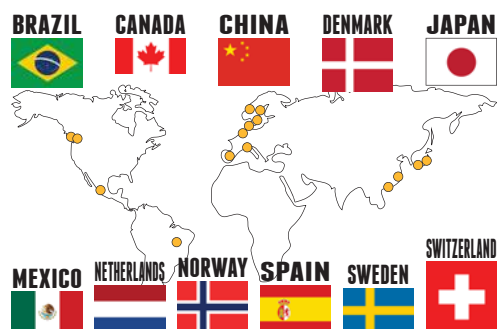 BRAZIL
CANADA
CHINA
DENMARK
JAPAN
MEXICO
NETHERLANDS
NORWAY
SPAIN
SWEDEN
SWITZERLAND